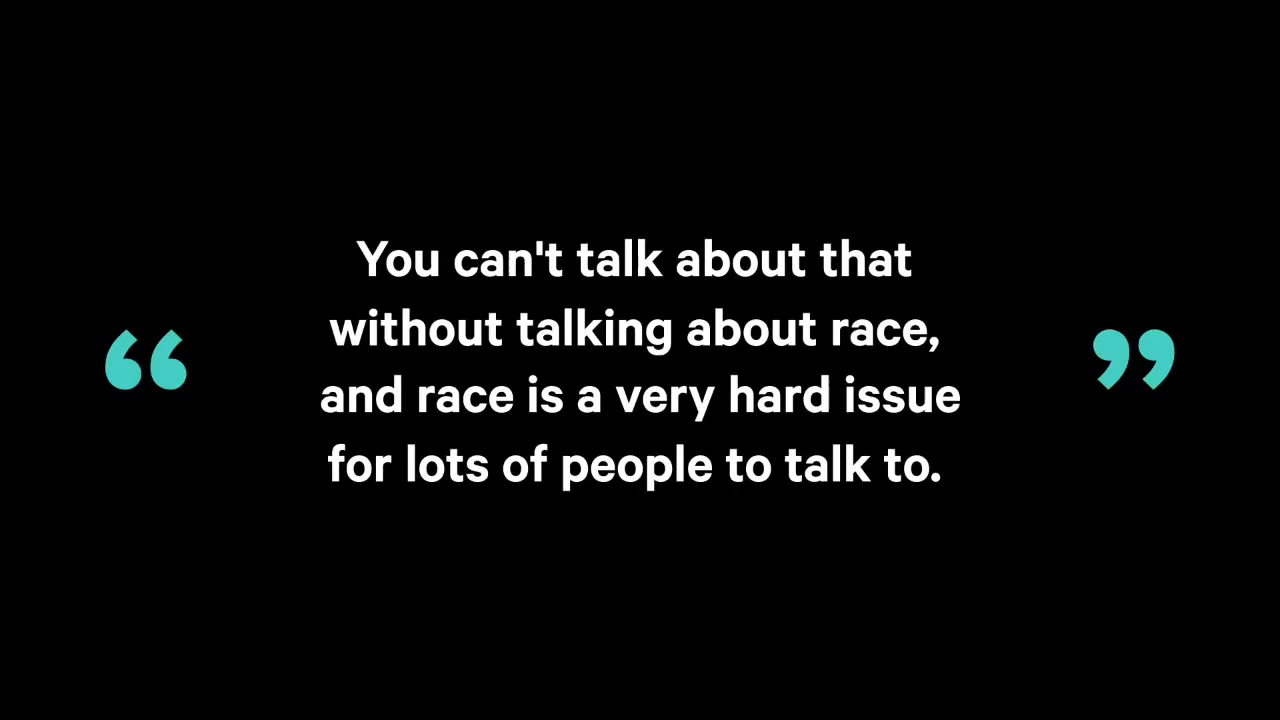 “
You can't talk about that
without talking about race,
and race is a very hard issue
for lots of people to talk to.
”